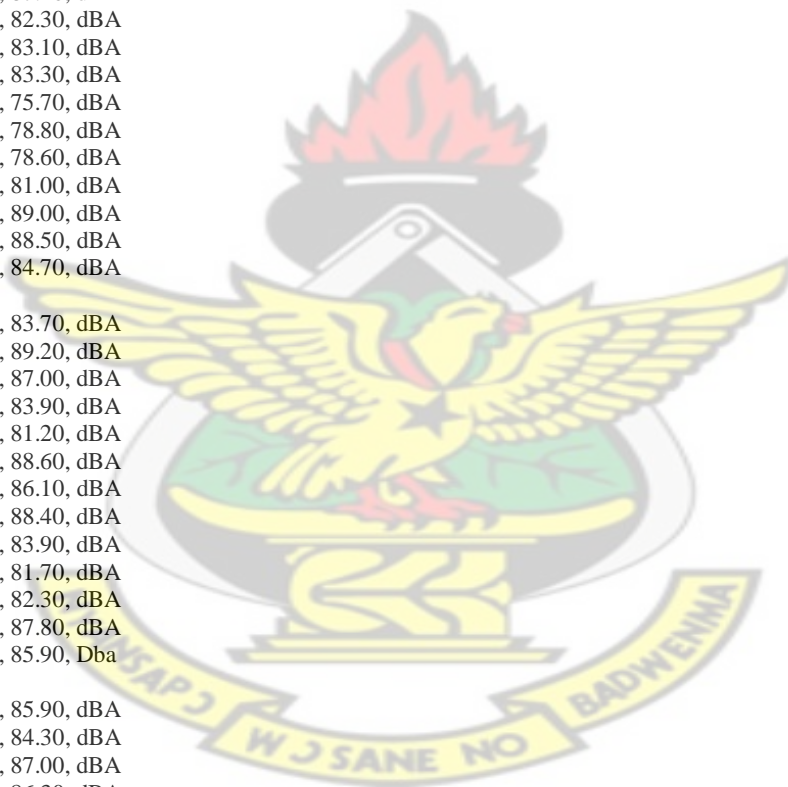 , 82.30, dBA
, 83.10, dBA
, 83.30, dBA
, 75.70, dBA
, 78.80, dBA
, 78.60, dBA
, 81.00, dBA
, 89.00, dBA
, 88.50, dBA
, 84.70, dBA
, 83.70, dBA
, 89.20, dBA
, 87.00, dBA
, 83.90, dBA
, 81.20, dBA
, 88.60, dBA
, 86.10, dBA
, 88.40, dBA
, 83.90, dBA
, 81.70, dBA
, 82.30, dBA
, 87.80, dBA
, 85.90, Dba
, 85.90, dBA
, 84.30, dBA
, 87.00, dBA
W Ɔ SANE NO BADWENMA